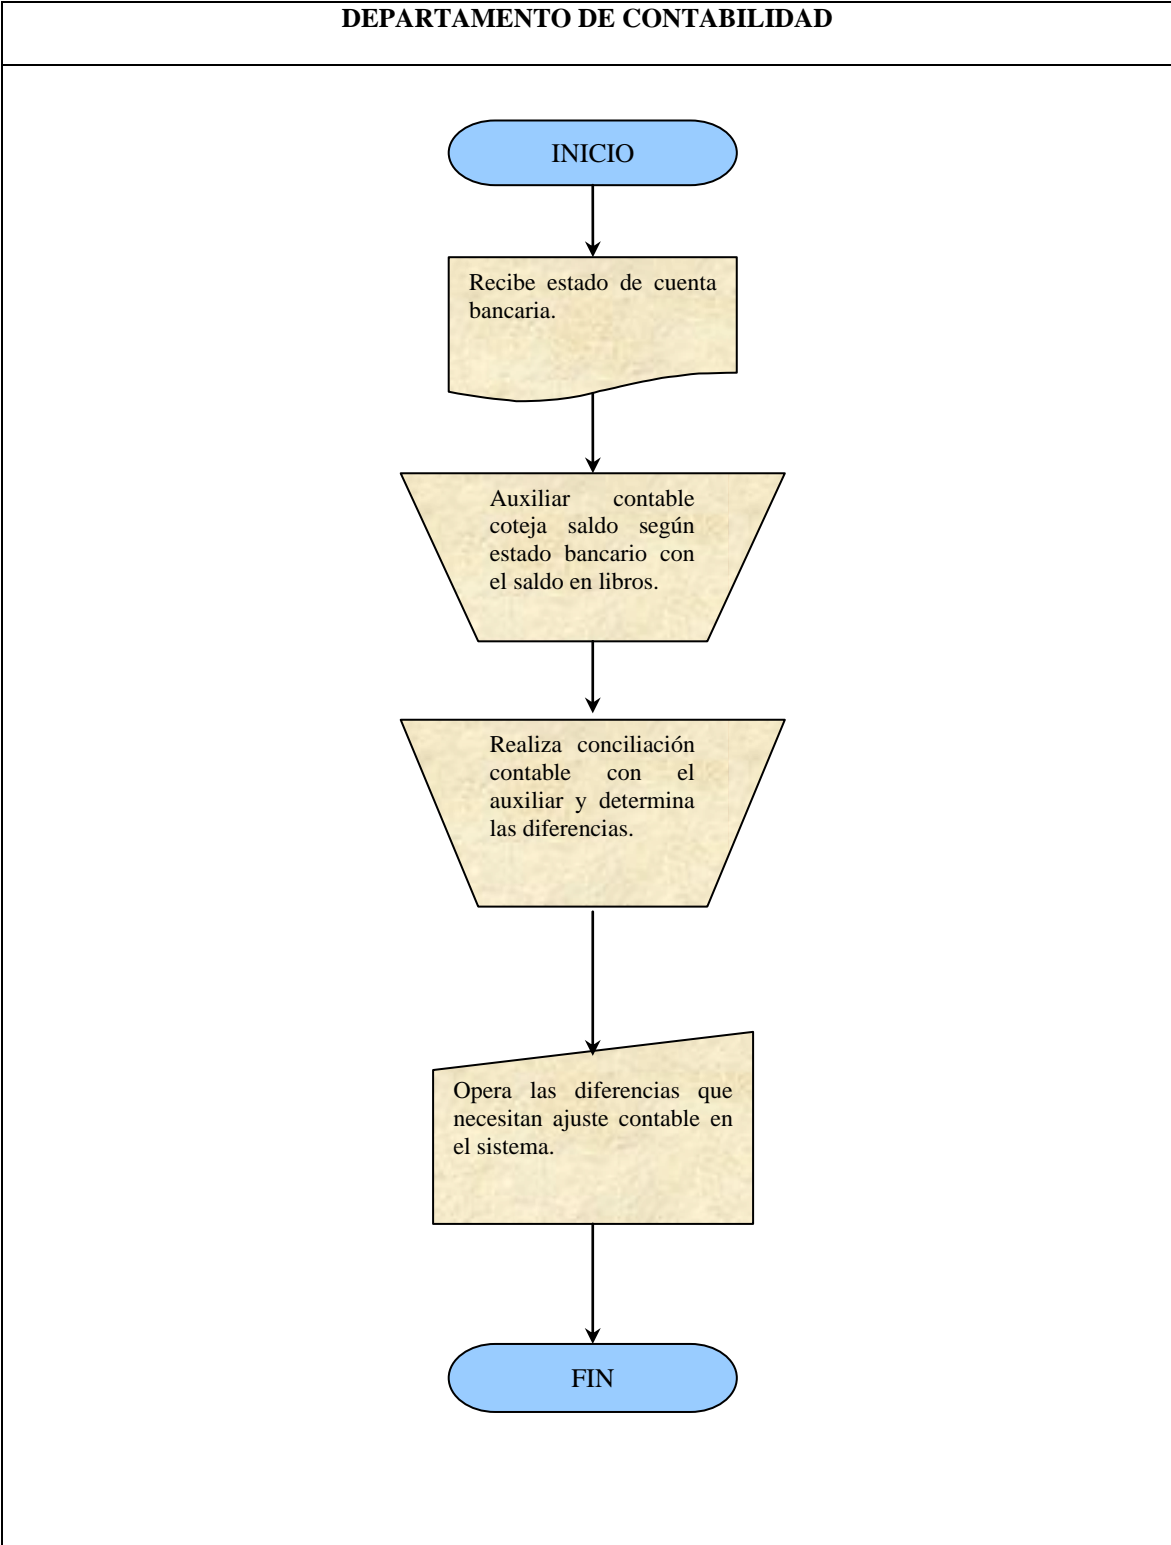 DEPARTAMENTO DE CONTABILIDAD
INICIO
Recibe estado de cuenta
bancaria.
Auxiliar contable
coteja saldo según
estado bancario con
el saldo en libros.
Realiza conciliación
contable con el
auxiliar y determina
las diferencias.
Opera las diferencias que
necesitan ajuste contable en
el sistema.
FIN